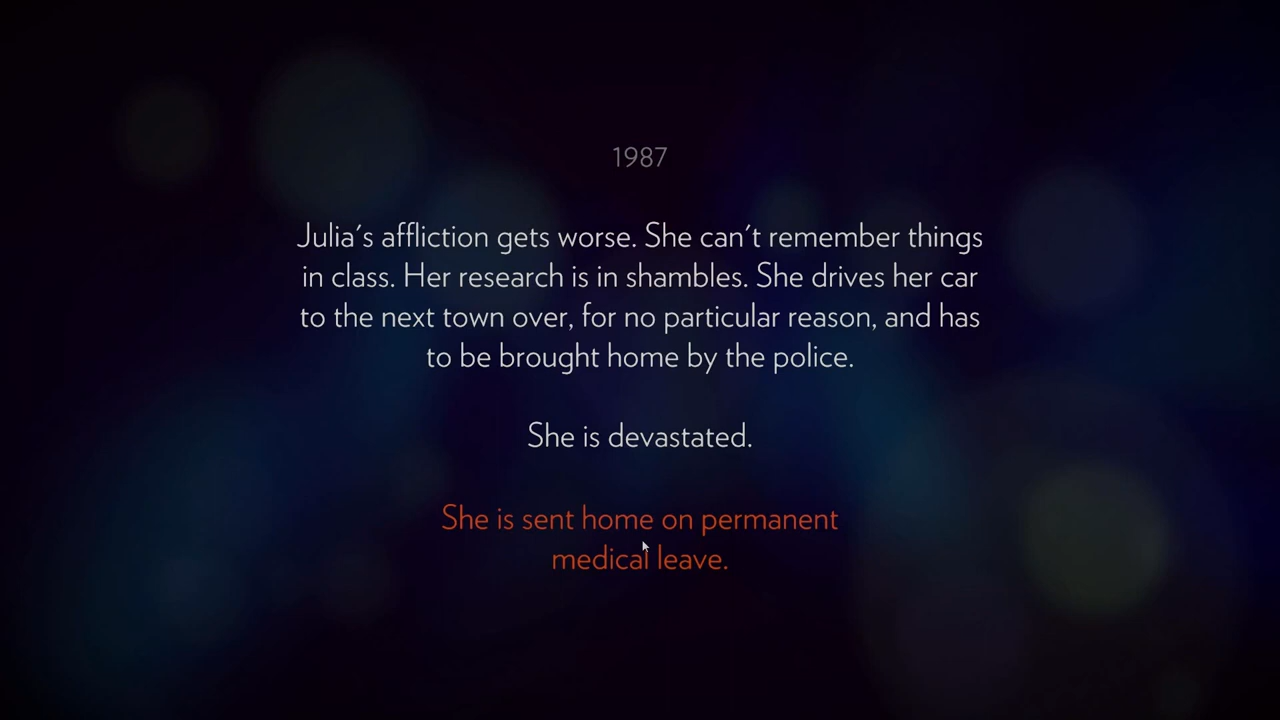 1987
Julia's affliction gets worse. She can't remember things
in class. Her research is in shambles. She drives her car
to the next town over, for no particular reason, and has
to be brought home by the police.
She is devastated.
She is sent home on permanent
medical leave.